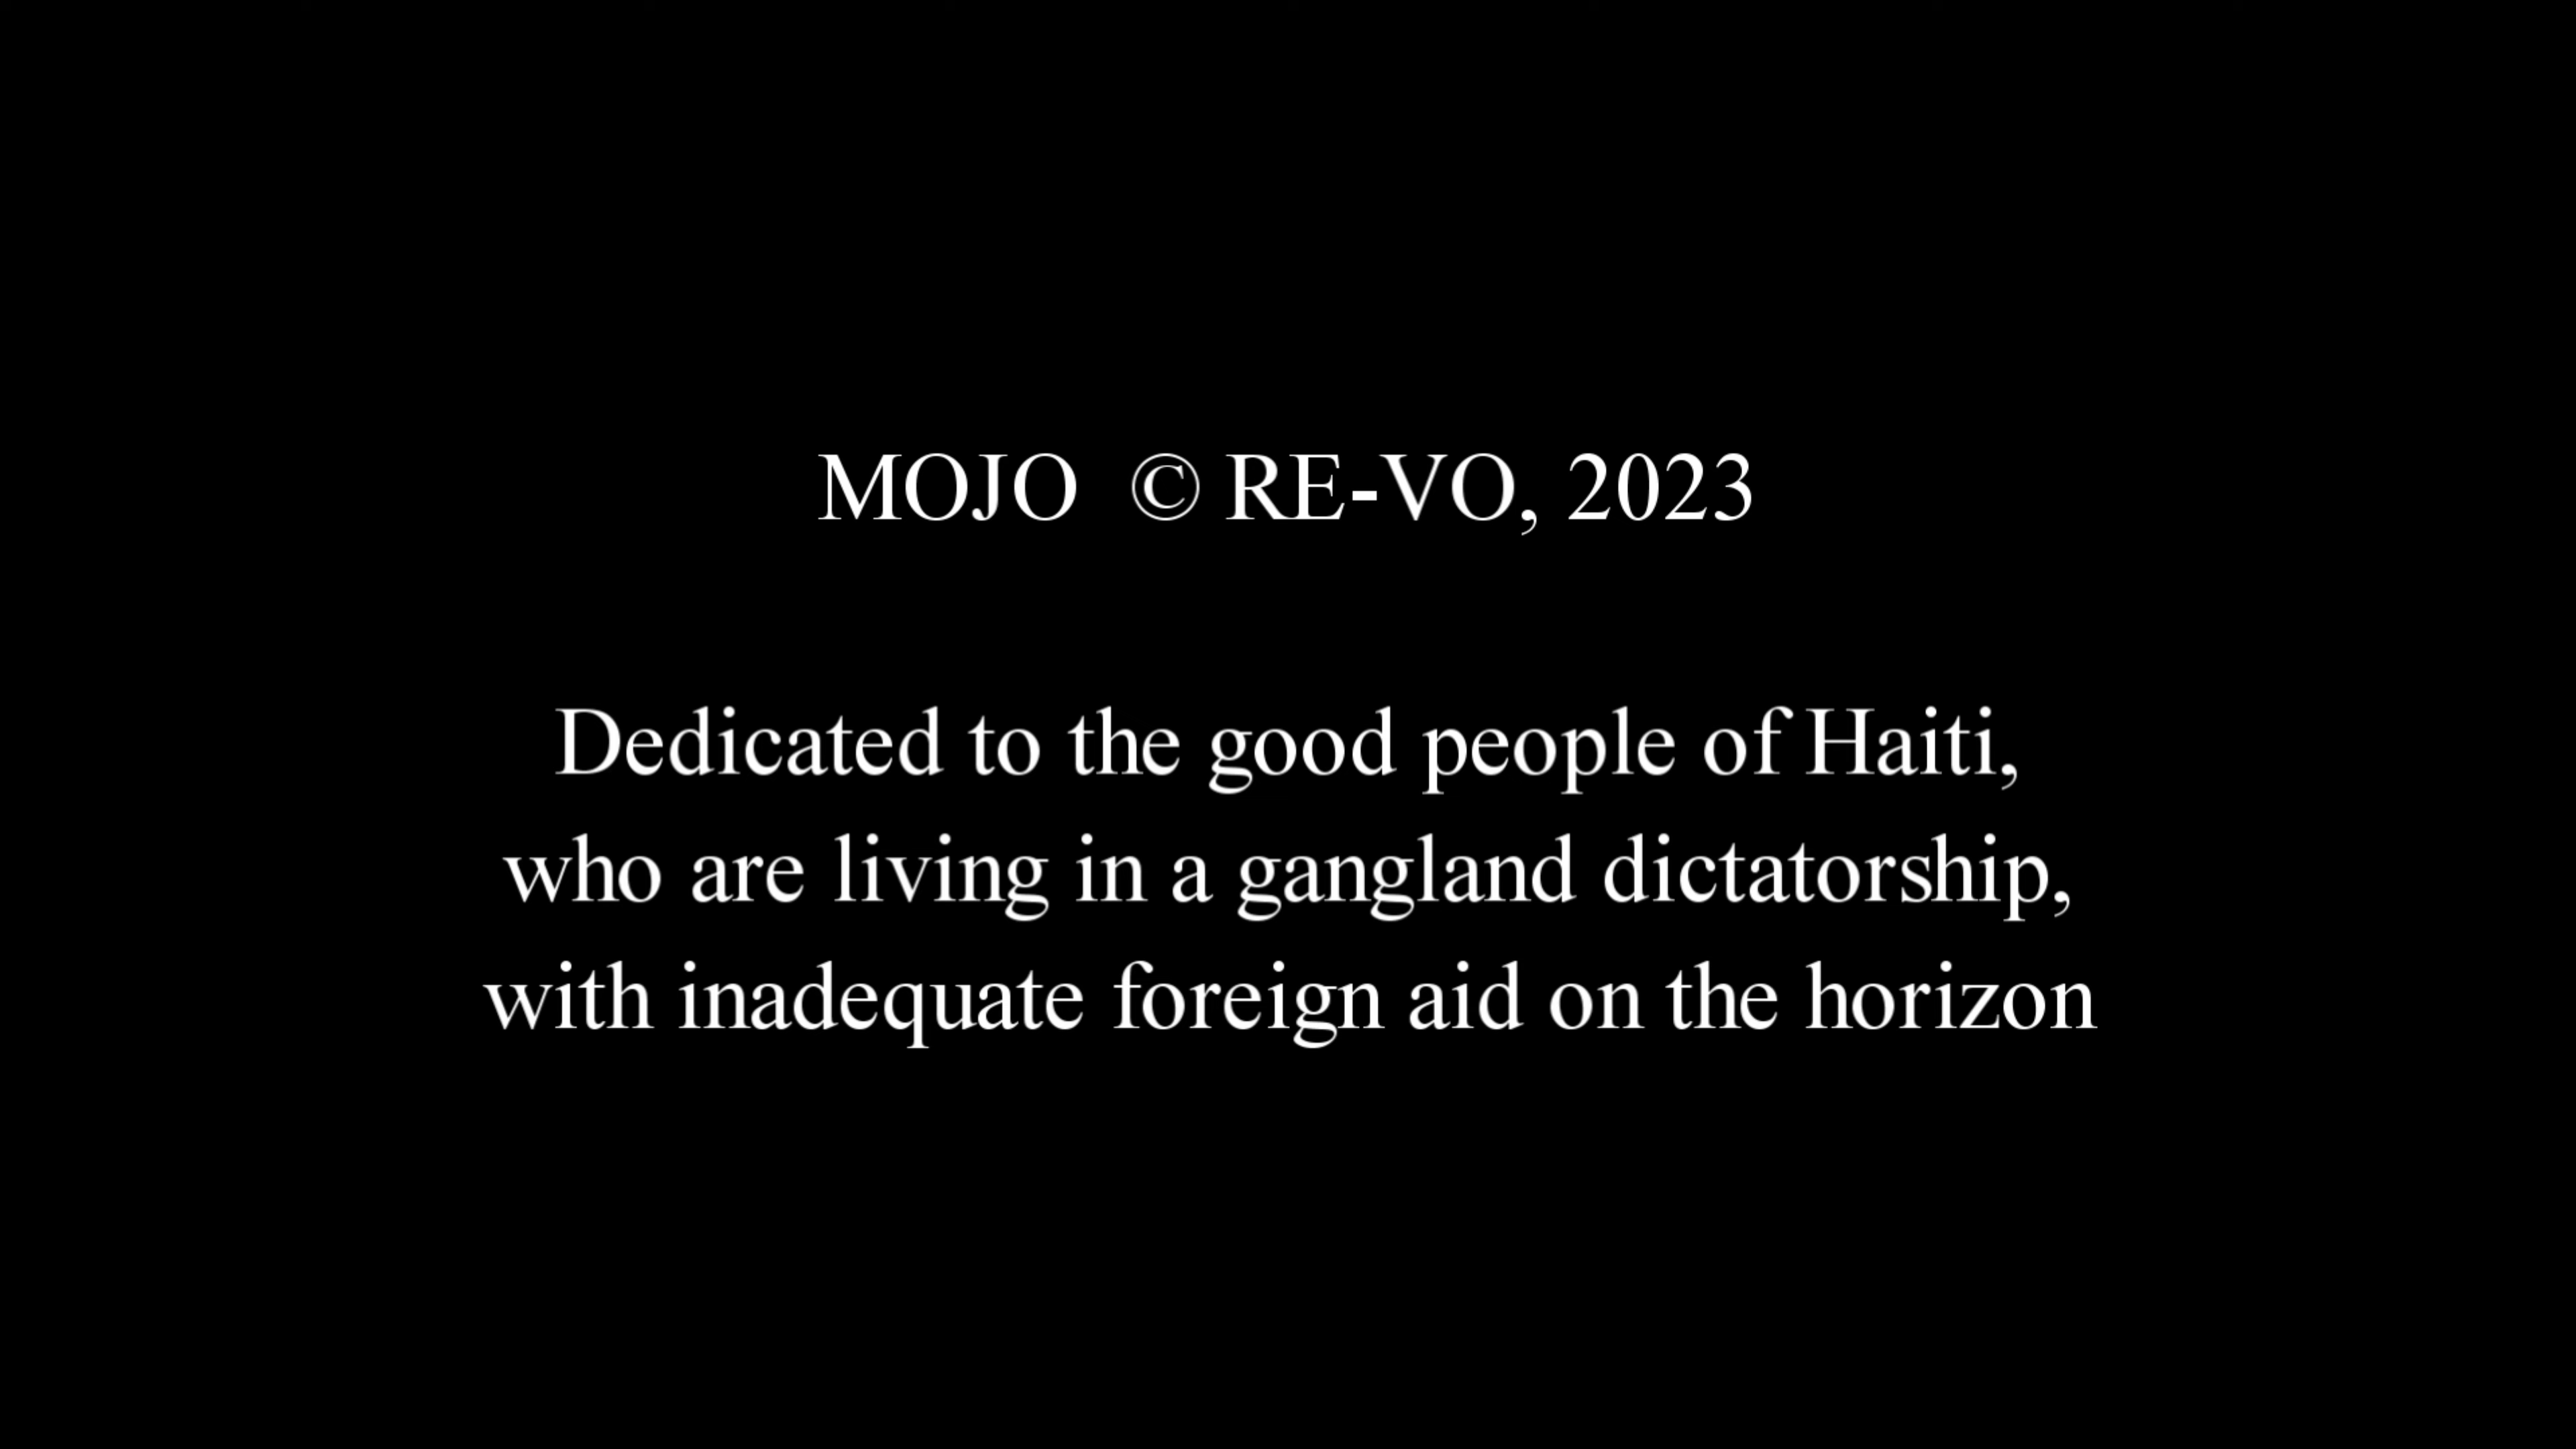 MOJO  © RE-VO, 2023
Dedicated to the good people of Haiti,
who are living in a gangland dictatorship,
with inadequate foreign aid on the horizon